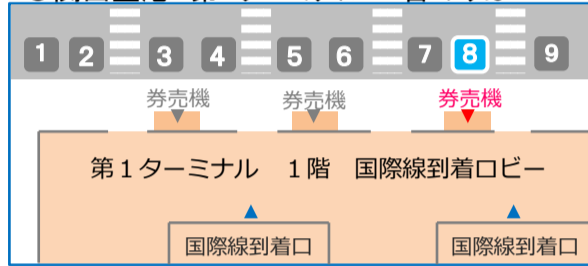 1 2 3 4 5 6 7 8 9
券売機 券売機 券売機
第1ターミナル 1階 国際線到着ロビー
国際線到着口 国際線到着口